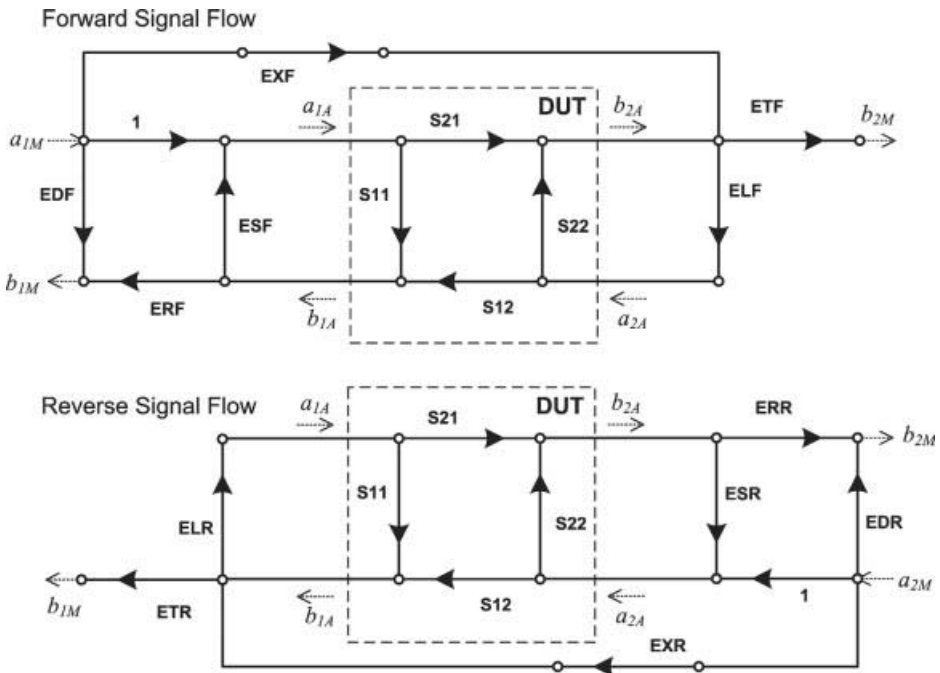 Forward Signal Flow
EXF
a1A
DUT
b2A
ETF
1
S21
a1M
b2M
EDF
ESF
S11
S22
ELF
b1M
ERF
b1A
S12
a2A
Reverse Signal Flow
a1A
DUT
b2A
ERR
S21
b2M
ELR
S11
S22
ESR
EDR
b1M
ETR
b1A
S12
a2A
1
a2M
EXR